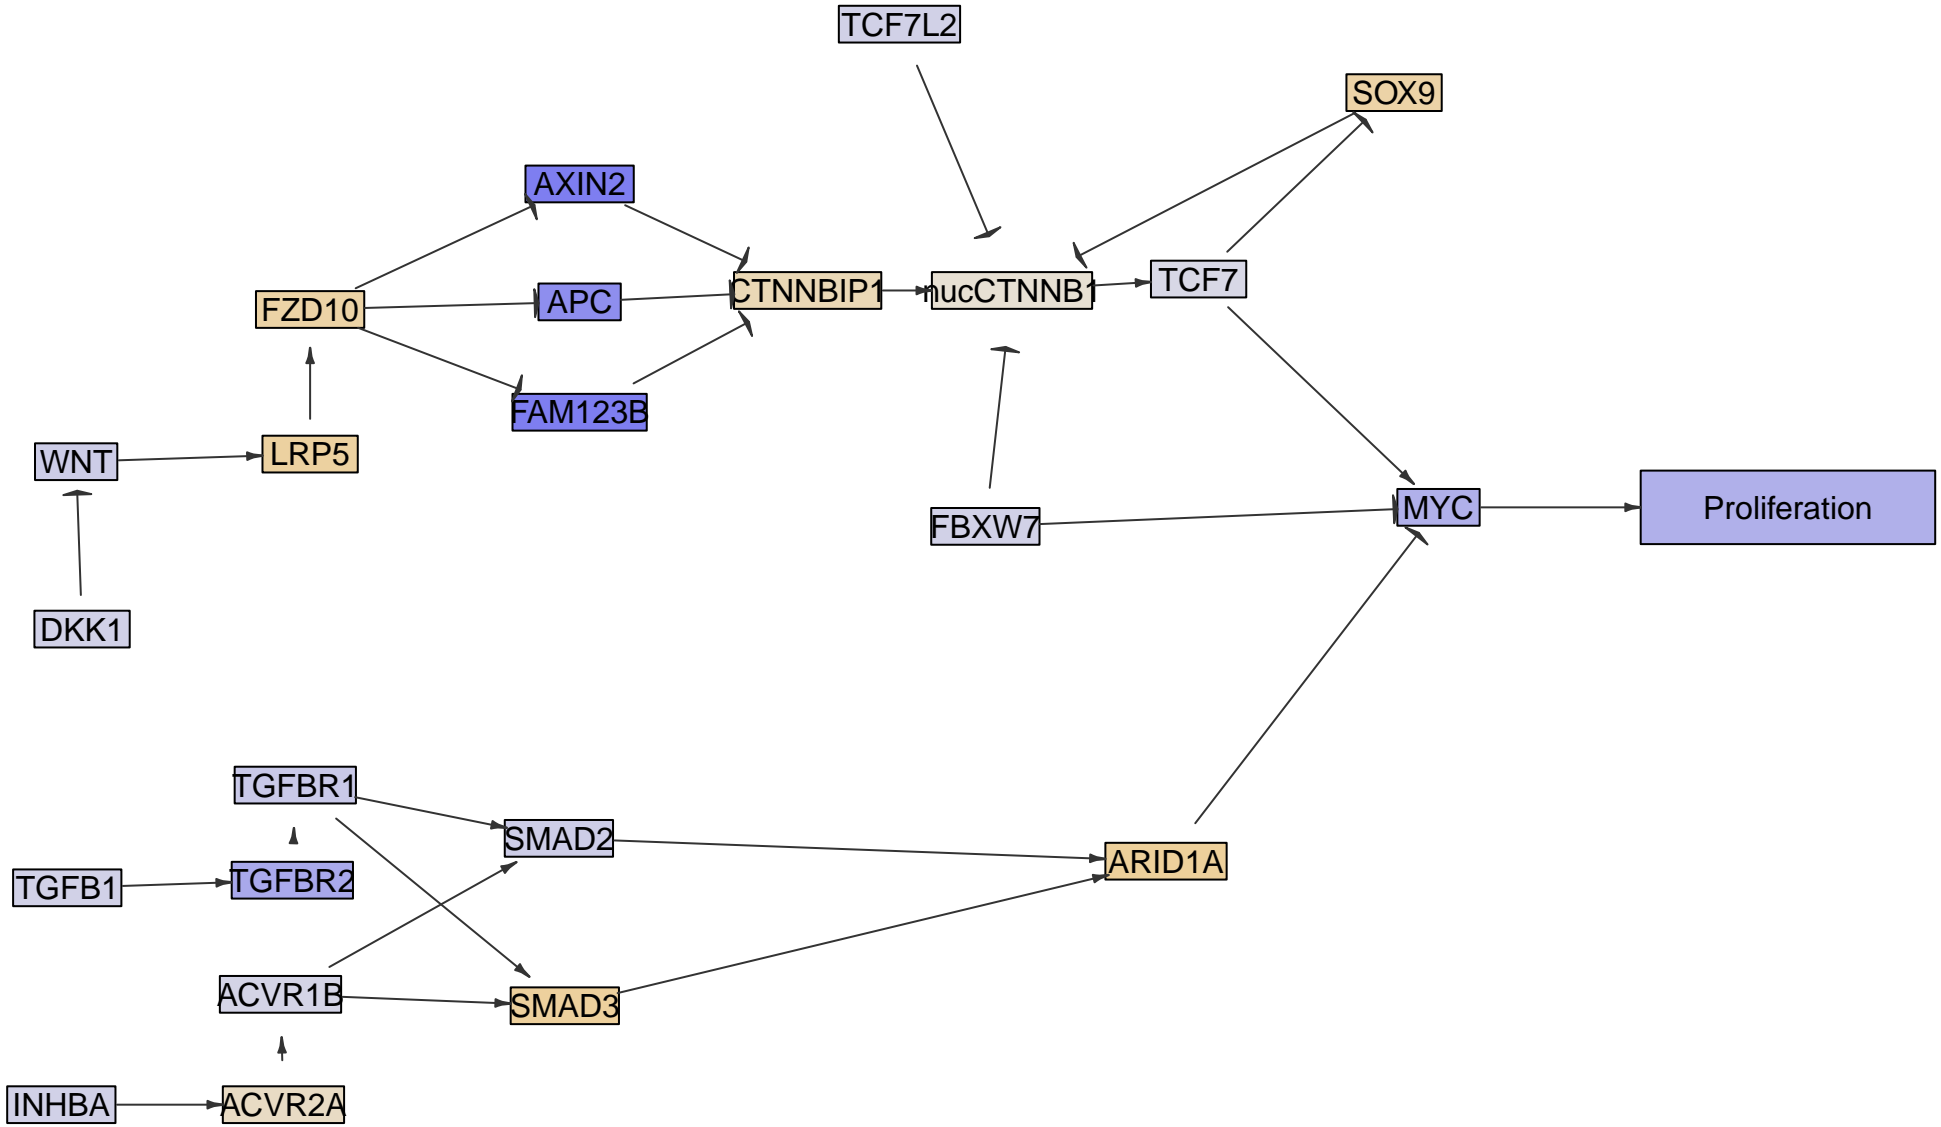 TCF7L2
SOX9
AXIN2
FZD10
APC
CTNNBIP1
nucCTNNB1
TCF7
FAM123B
WNT
LRP5
FBXW7
MYC
Proliferation
DKK1
TGFBR1
SMAD2
TGFB1
TGFBR2
ARID1A
ACVR1B
SMAD3
INHBA
ACVR2A